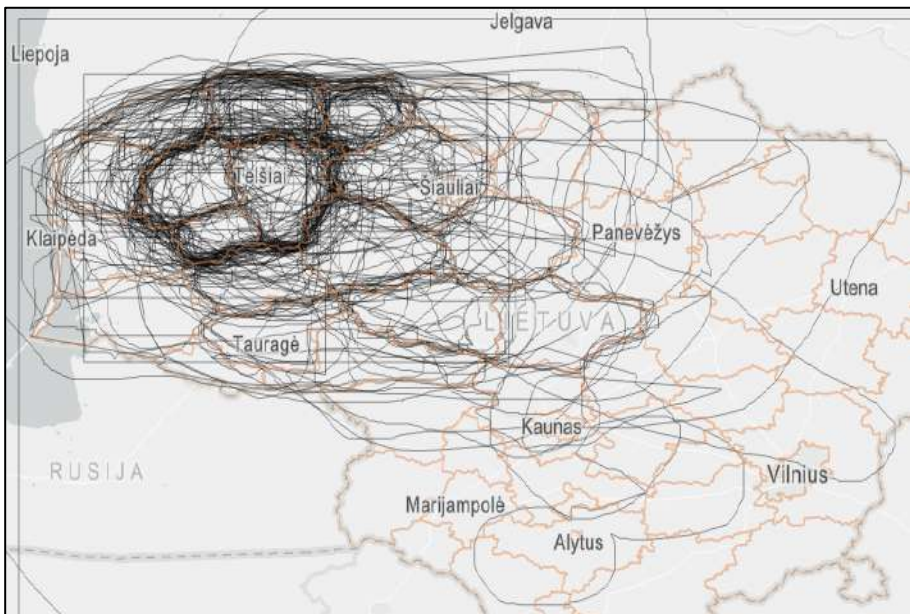 Jelgava
Liepoja
Telšiai
Šiauliai
Klaipėda
Panevėžys
Utena
LIETUVA
Tauragė
Kaunas
RUSIJA
Vilnius
Marijampolė
Alytus